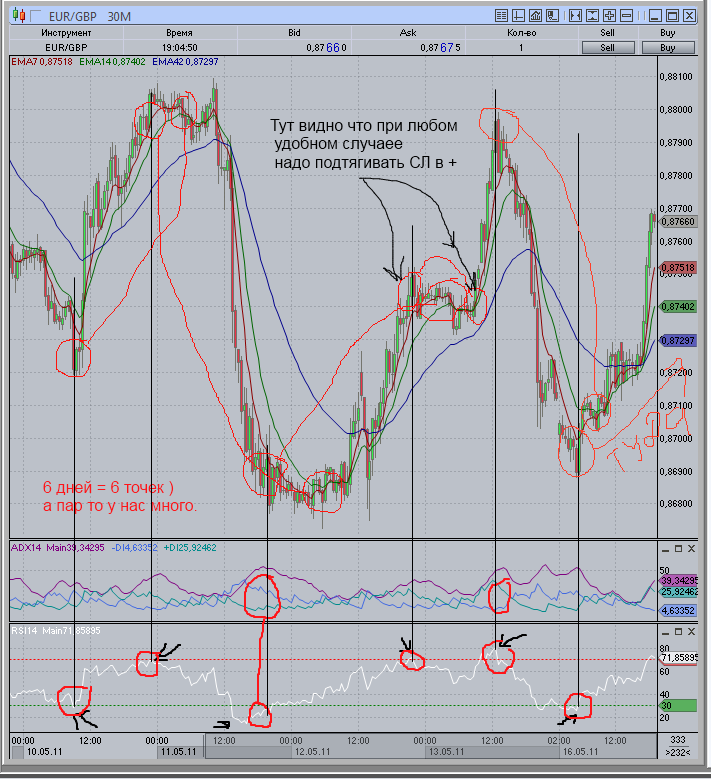 EUR/GBP 30M
Инструмент Время Bid Ask Кол-во Sell Buy
EUR/GBP 19:04:50 0,87660 0,87675 1 Sell Buy
EMA7 0,87518 EMA14 0,87402 EMA42 0,87297
0,88100
0,88000
0,87900
0,87800
0,87700
0,87660
0,87600
0,87518
0,87402
0,87297
0,87200
0,87100
0,87000
0,86900
0,86800
Тут видно что при любом
удобном случаее
надо подтягивать СЛ в +
6 дней = 6 точек )
а пар то у нас много.
ADX14 Main39,34295 -DI4,63352 +DI25,92462
50
39,34295
25,92462
4,63352
RSI14 Main71,85895
80
71,85895
60
40
30
20
00:00 12:00 00:00 12:00 00:00 12:00 00:00 12:00 02:00 12:00
10.05.11 11.05.11 12.05.11 13.05.11 16.05.11
333
>232<